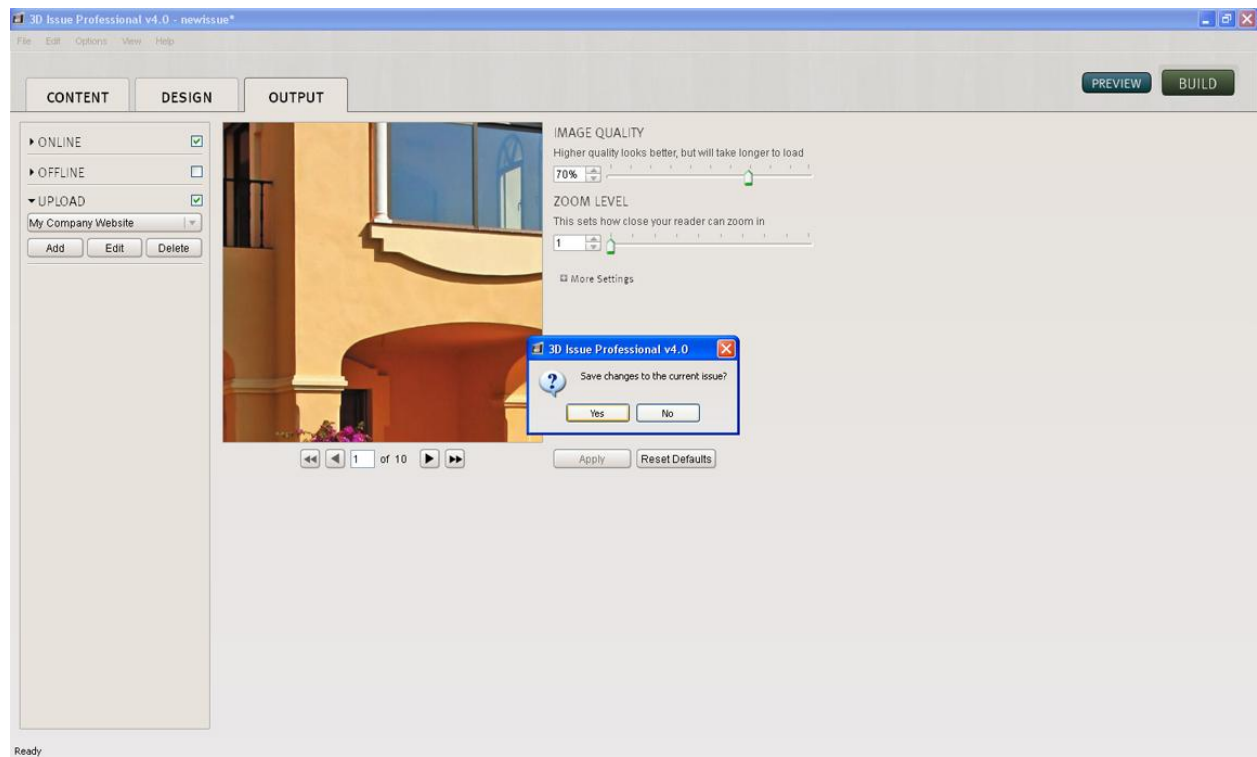 3D Issue Professional v4.0 - newissue*
File Edit Options View Help
CONTENT DESIGN OUTPUT PREVIEW BUILD
ONLINE
OFFLINE
UPLOAD
My Company Website
Add Edit Delete
IMAGE QUALITY
Higher quality looks better, but will take longer to load
70%
ZOOM LEVEL
This sets how close your reader can zoom in
1
More Settings
3D Issue Professional v4.0
Save changes to the current issue?
Yes No
1 of 10
Apply Reset Defaults
Ready